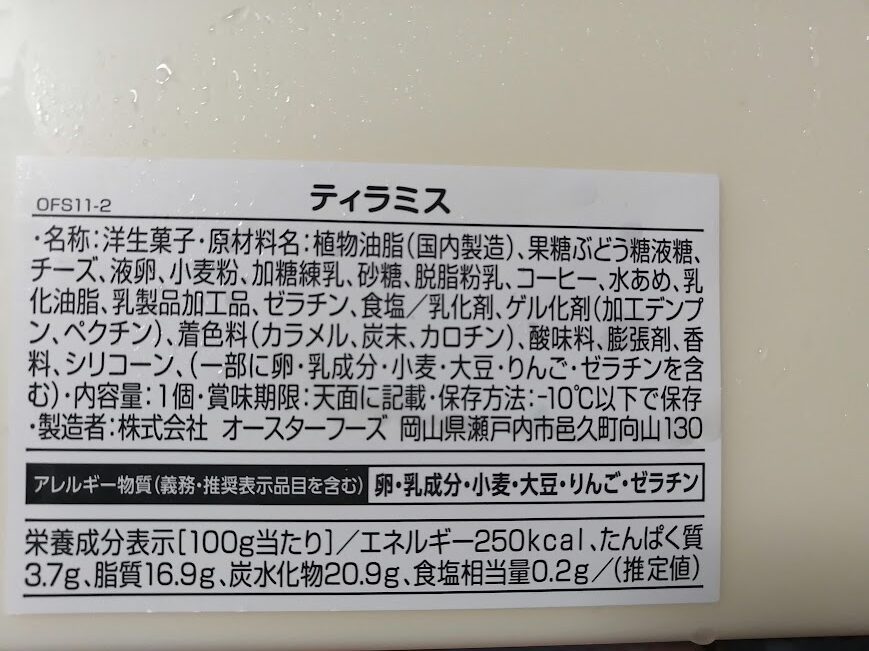 OFS11-2
ティラミス
・名称:洋生菓子・原材料名:植物油脂(国内製造)、果糖ぶどう糖液糖、
チーズ、液卵、小麦粉、加糖練乳、砂糖、脱脂粉乳、コーヒー、水あめ、乳
化油脂、乳製品加工品、ゼラチン、食塩/乳化剤、ゲル化剤(加工デンプ
ン、ペクチン)、着色料(カラメル、炭末、カロチン)、酸味料、膨張剤、香
料、シリコーン、(一部に卵・乳成分・小麦・大豆・りんご・ゼラチンを含
む)・内容量:1個・賞味期限:天面に記載・保存方法:-10℃以下で保存
・製造者:株式会社 オースターフーズ 岡山県瀬戸内市邑久町向山130
アレルギー物質(義務・推奨表示品目を含む) 卵・乳成分・小麦・大豆・りんご・ゼラチン
栄養成分表示[100g当たり]/エネルギー250kcal、たんぱく質
3.7g、脂質16.9g、炭水化物20.9g、食塩相当量0.2g/(推定値)